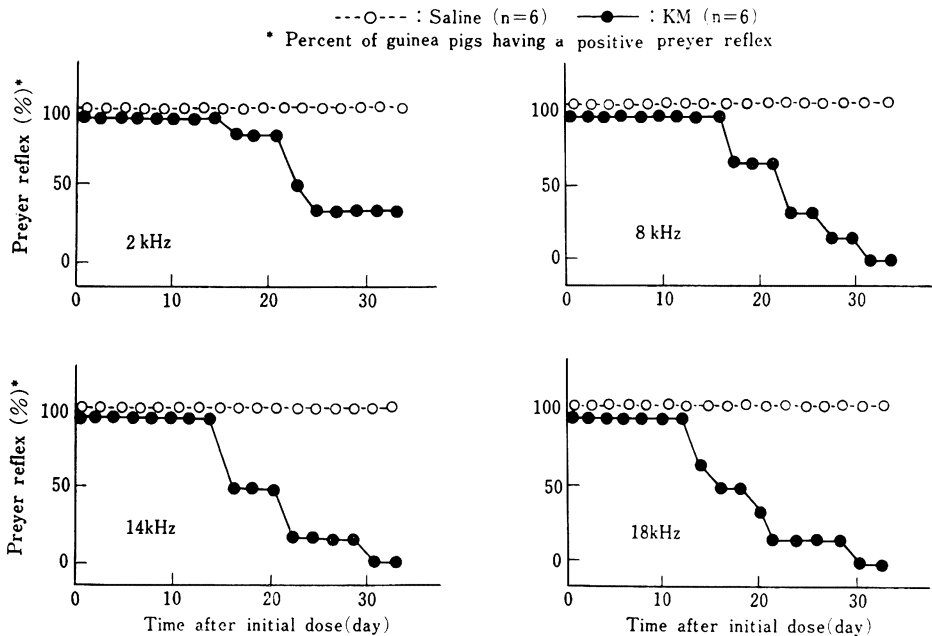 --o-- : Saline (n=6) —●— : KM (n=6)
* Percent of guinea pigs having a positive preyer reflex
Preyer reflex (%)*
100
50
0
2 kHz
0 10 20 30
100
50
0
8 kHz
0 10 20 30
Preyer reflex (%)*
100
50
0
14kHz
0 10 20 30
Time after initial dose(day)
100
50
0
18kHz
0 10 20 30
Time after initial dose(day)